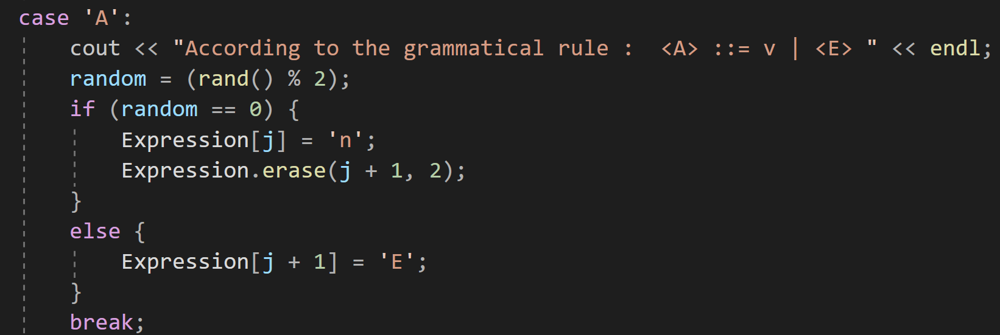 case 'A':
    cout << "According to the grammatical rule :  <A> ::= v | <E> " << endl;
    random = (rand() % 2);
    if (random == 0) {
        Expression[j] = 'n';
        Expression.erase(j + 1, 2);
    }
    else {
        Expression[j + 1] = 'E';
    }
    break;